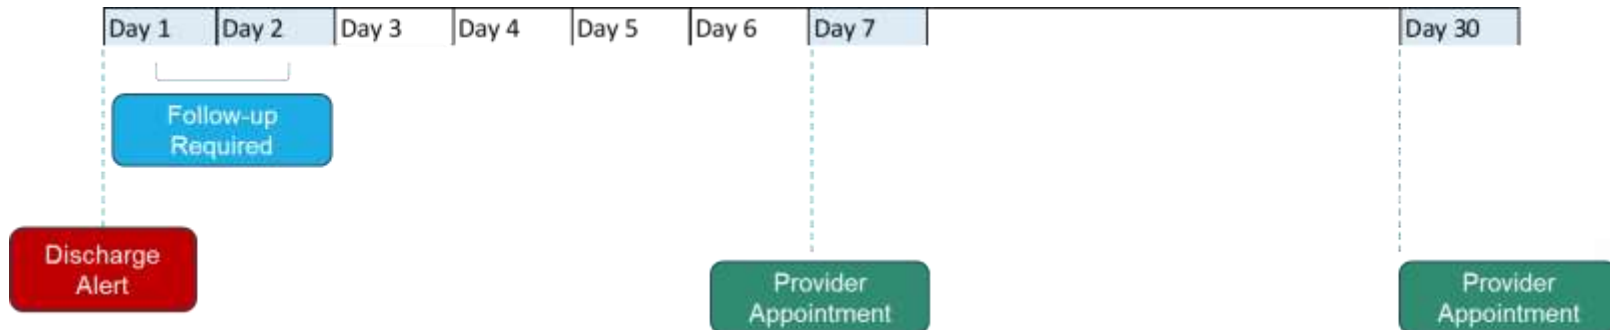 Day 1 Day 2 Day 3 Day 4 Day 5 Day 6 Day 7 Day 30
Follow-up
Required
Discharge
Alert
Provider
Appointment
Provider
Appointment